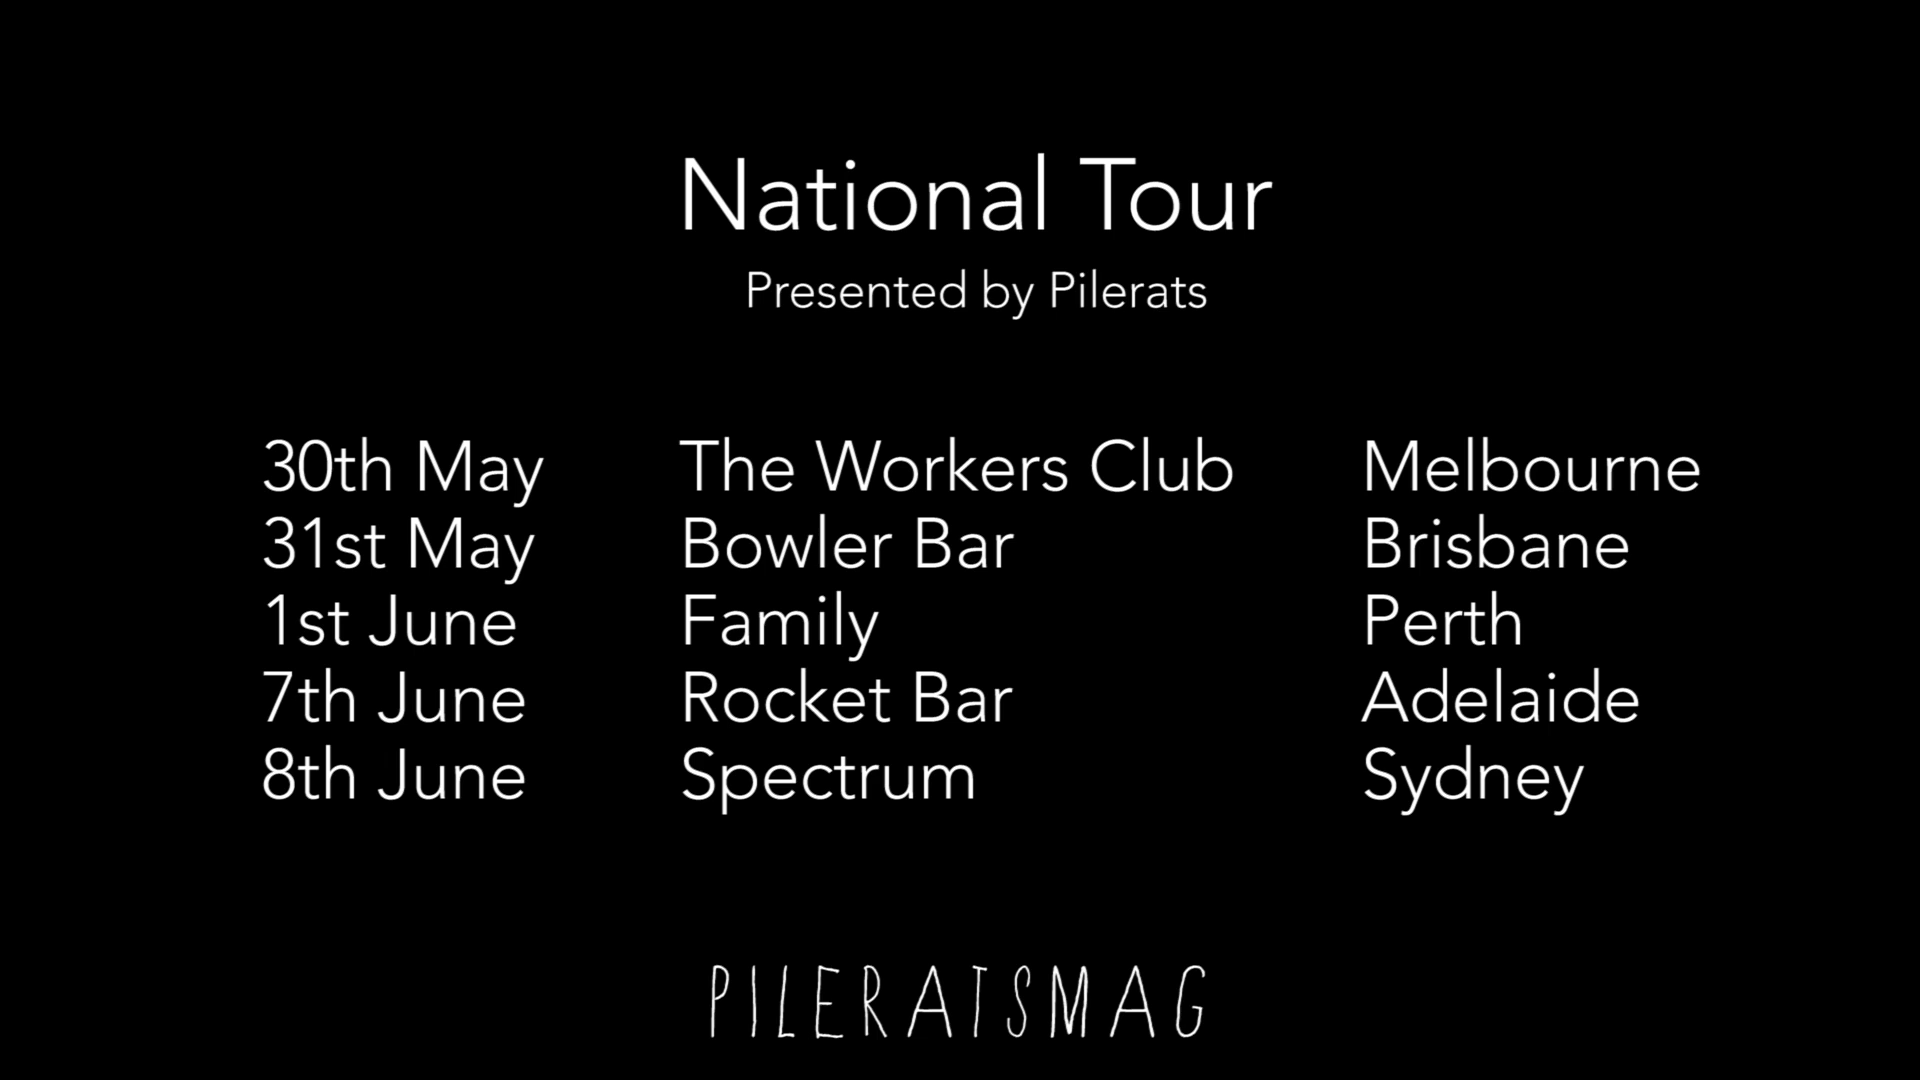 National Tour
Presented by Pilerats
30th May The Workers Club Melbourne
31st May Bowler Bar Brisbane
1st June Family Perth
7th June Rocket Bar Adelaide
8th June Spectrum Sydney
PILERATSMAG